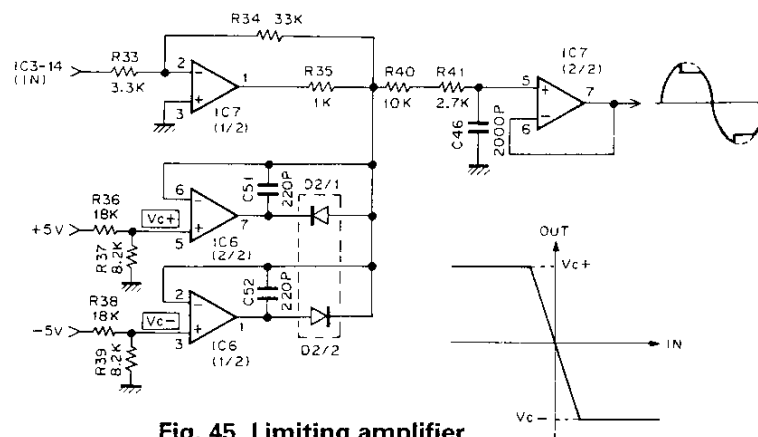 R34 33K
IC3-14
(IN)
R33
3.3K
2
3
1
IC7
(1/2)
R35
1K
R40
10K
R41
2.7K
C46
2000P
5
6
7
IC7
(2/2)
R36
18K
+5V
R37
8.2K
Vc+
6
5
7
IC6
(2/2)
C51
220P
D2/1
R38
18K
-5V
R39
8.2K
Vc-
2
3
1
IC6
(1/2)
C52
220P
D2/2
OUT
Vc+
IN
Vc-
Fig. 45 Limiting amplifier